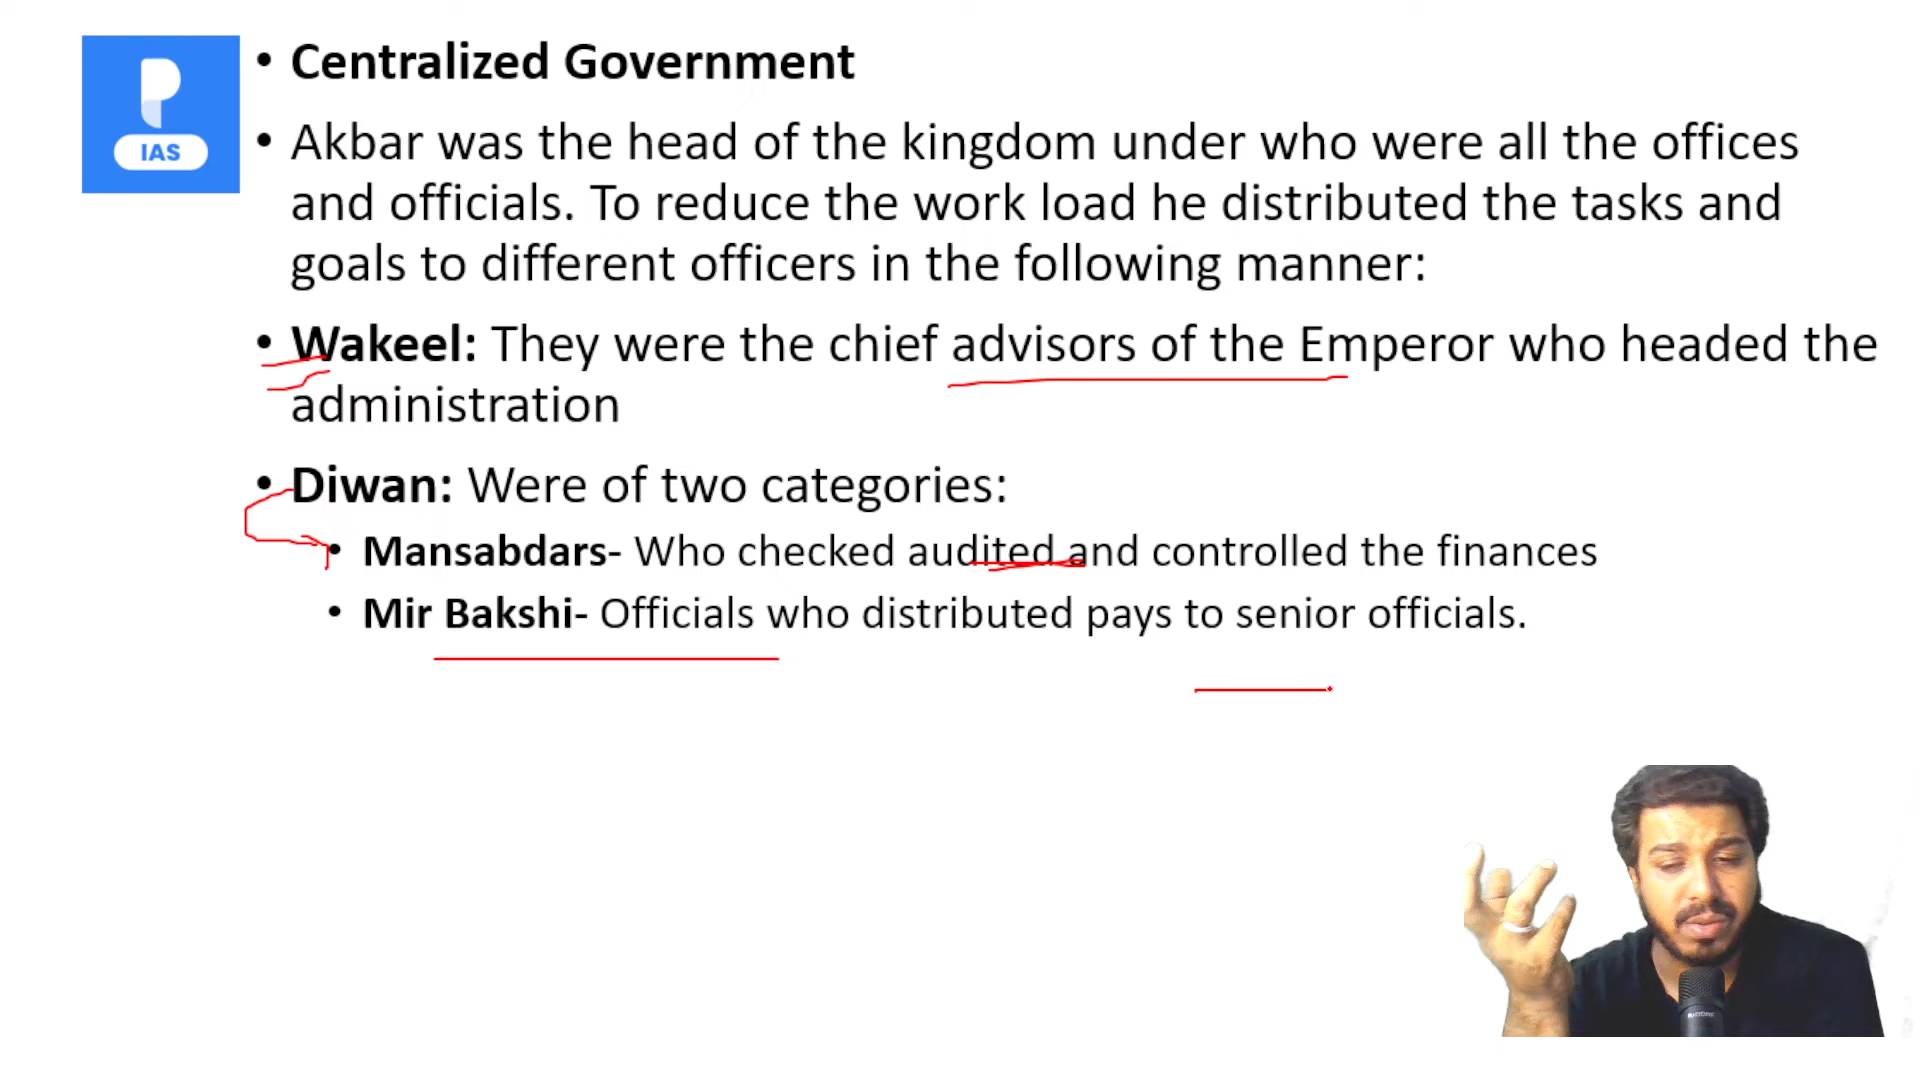 IAS
• Centralized Government
• Akbar was the head of the kingdom under who were all the offices
and officials. To reduce the work load he distributed the tasks and
goals to different officers in the following manner:
• Wakeel: They were the chief advisors of the Emperor who headed the
administration
• Diwan: Were of two categories:
• Mansabdars- Who checked audited and controlled the finances
• Mir Bakshi- Officials who distributed pays to senior officials.